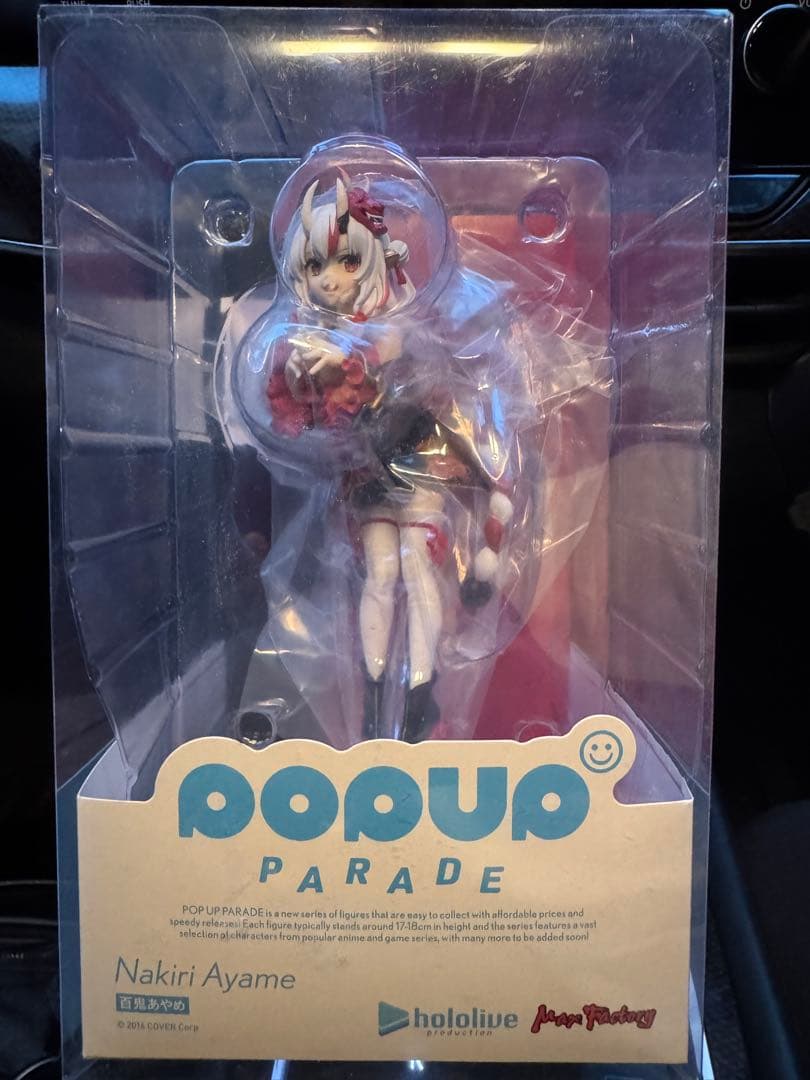 TUNE PUSH
POPUP
PARADE
POP UP PARADE is a new series of figures that are easy to collect with affordable prices and
speedy releases! Each figure typically stands around 17-18cm in height and the series features a vast
selection of characters from popular anime and game series, with many more to be added soon!
Nakiri Ayame
百鬼あやめ
© 2016 COVER Corp
hololive
production
Max Factory